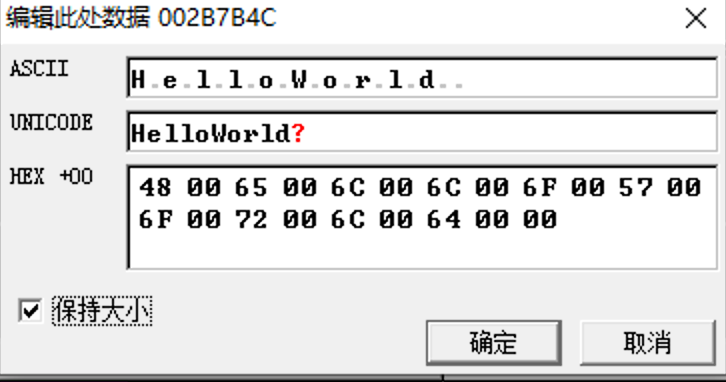 编辑此处数据 002B7B4C
ASCII
H.e.l.l.o.W.o.r.l.d..
UNICODE
HelloWorld?
HEX +00
48 00 65 00 6C 00 6C 00 6F 00 57 00
6F 00 72 00 6C 00 64 00 00
保持大小
确定
取消